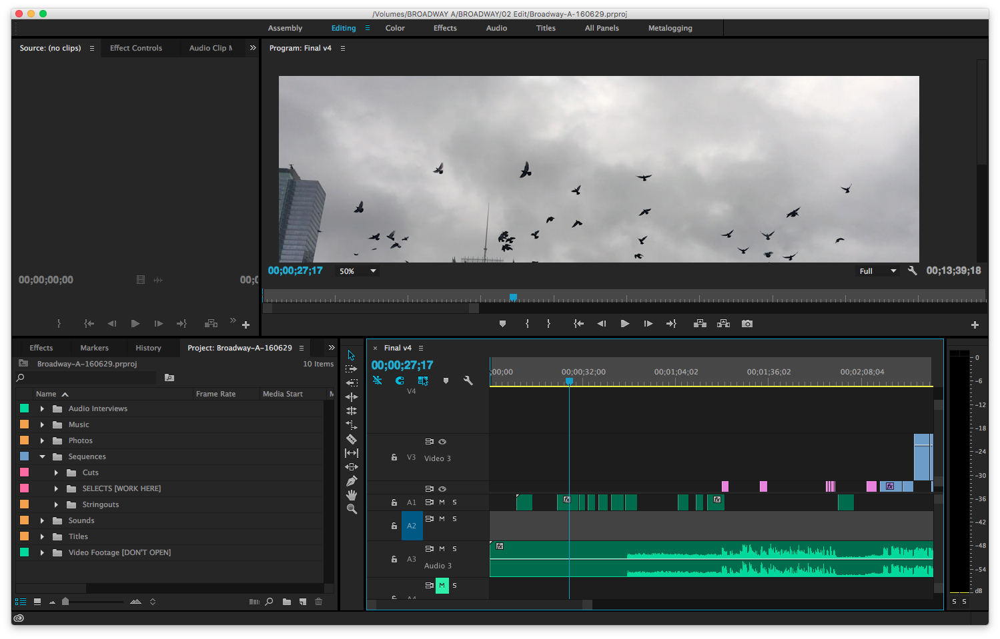 /Volumes/BROADWAY A/BROADWAY/02 Edit/Broadway-A-160629.prproj
Assembly Editing Color Effects Audio Titles All Panels Metalogging
Source: (no clips) Effect Controls Audio Clip M
Program: Final v4
00;00;00;00 00;0
00;00;27;17 50% Full 00;13;39;18
Effects Markers History Project: Broadway-A-160629
Broadway-A-160629.prproj 10 Items
Name Frame Rate Media Start M
Audio Interviews
Music
Photos
Sequences
Cuts
SELECTS [WORK HERE]
Stringouts
Sounds
Titles
Video Footage [DON'T OPEN]
× Final v4
00;00;27;17
;00;00 00;00;32;00 00;01;04;02 00;01;36;02 00;02;08;04
V4
V3 Video 3
fx
A1 M S fx fx
A2 M S
A3 M S fx
Audio 3
A4 M S
0
-6
-12
-18
-24
-30
-36
-42
-48
-54
dB
S S